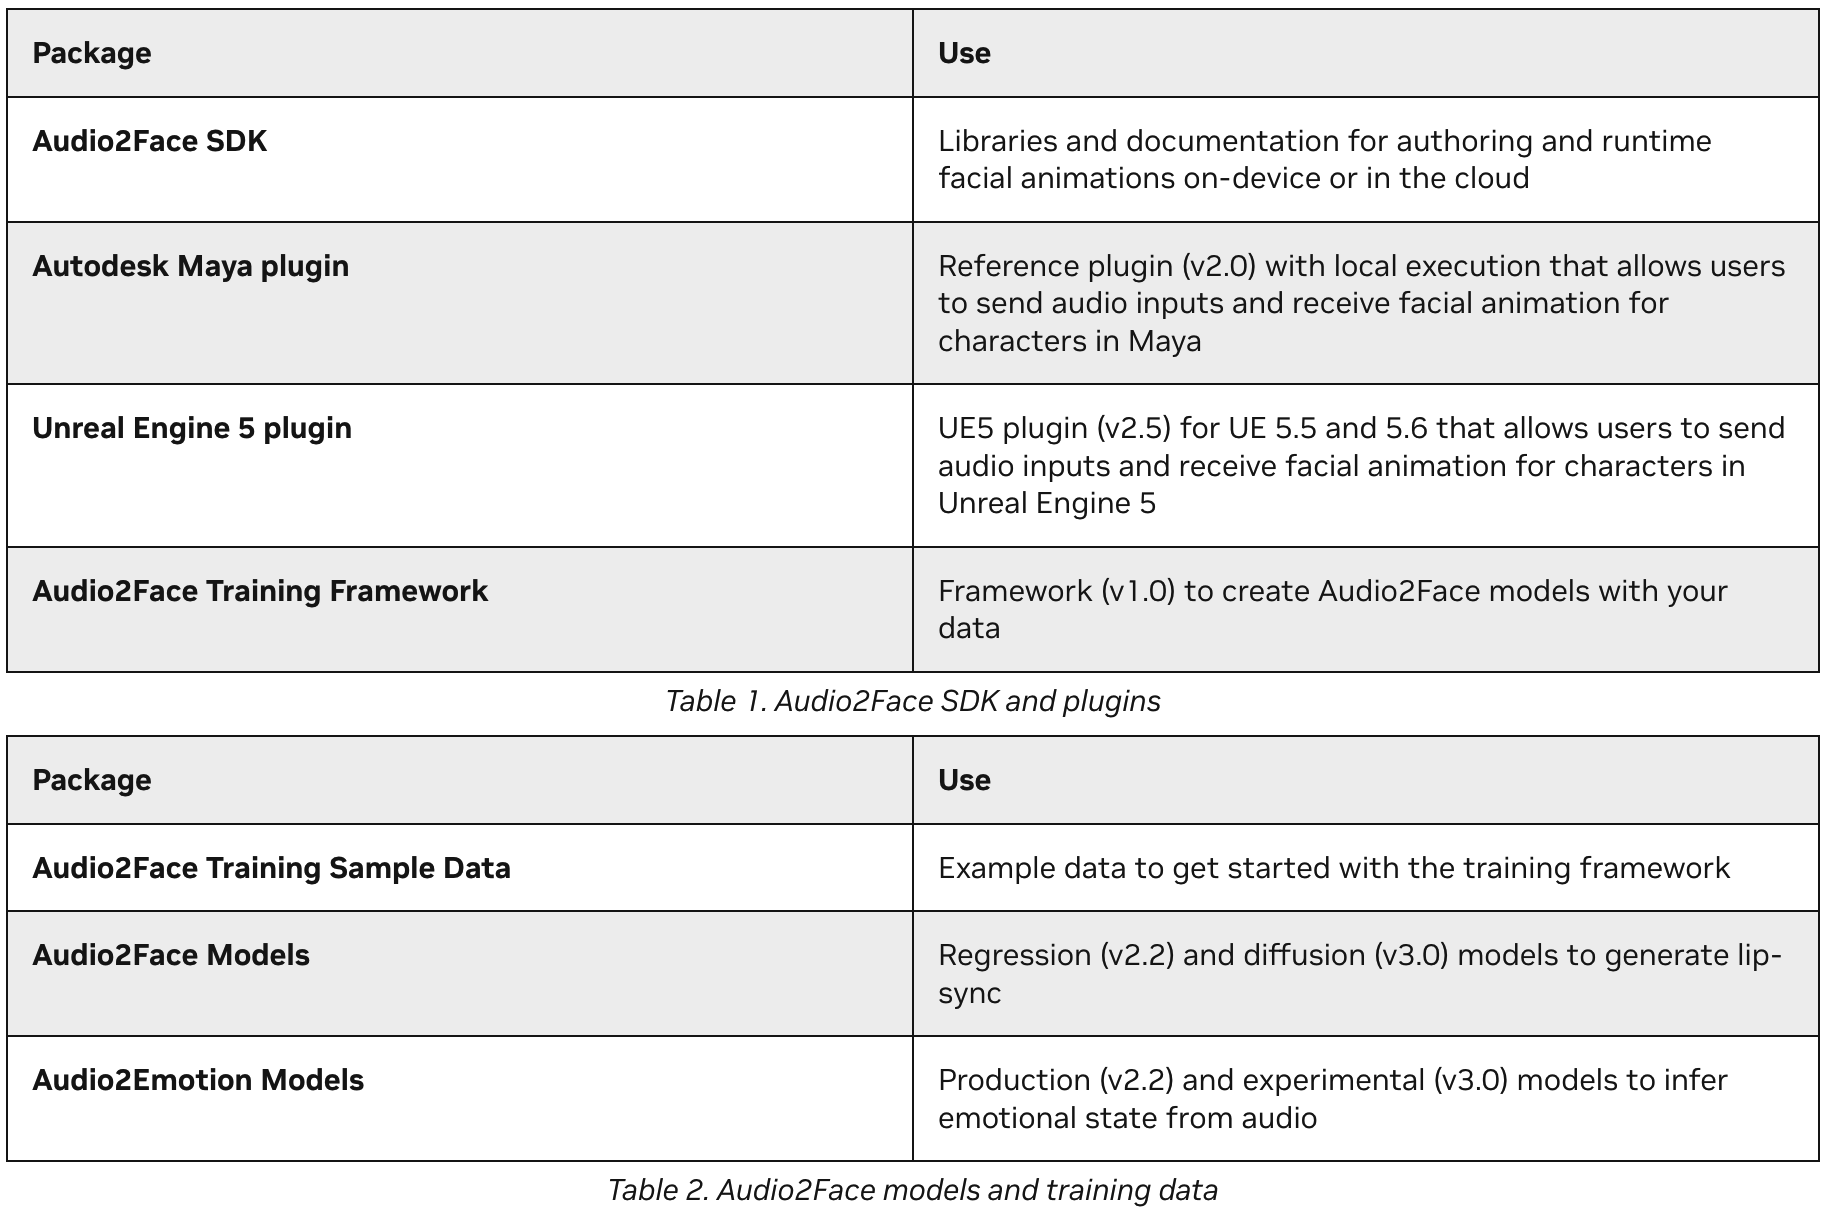 Package
Use
Audio2Face SDK
Libraries and documentation for authoring and runtime
facial animations on-device or in the cloud
Autodesk Maya plugin
Reference plugin (v2.0) with local execution that allows users
to send audio inputs and receive facial animation for
characters in Maya
Unreal Engine 5 plugin
UE5 plugin (v2.5) for UE 5.5 and 5.6 that allows users to send
audio inputs and receive facial animation for characters in
Unreal Engine 5
Audio2Face Training Framework
Framework (v1.0) to create Audio2Face models with your
data
Table 1. Audio2Face SDK and plugins
Package
Use
Audio2Face Training Sample Data
Example data to get started with the training framework
Audio2Face Models
Regression (v2.2) and diffusion (v3.0) models to generate lip-
sync
Audio2Emotion Models
Production (v2.2) and experimental (v3.0) models to infer
emotional state from audio
Table 2. Audio2Face models and training data